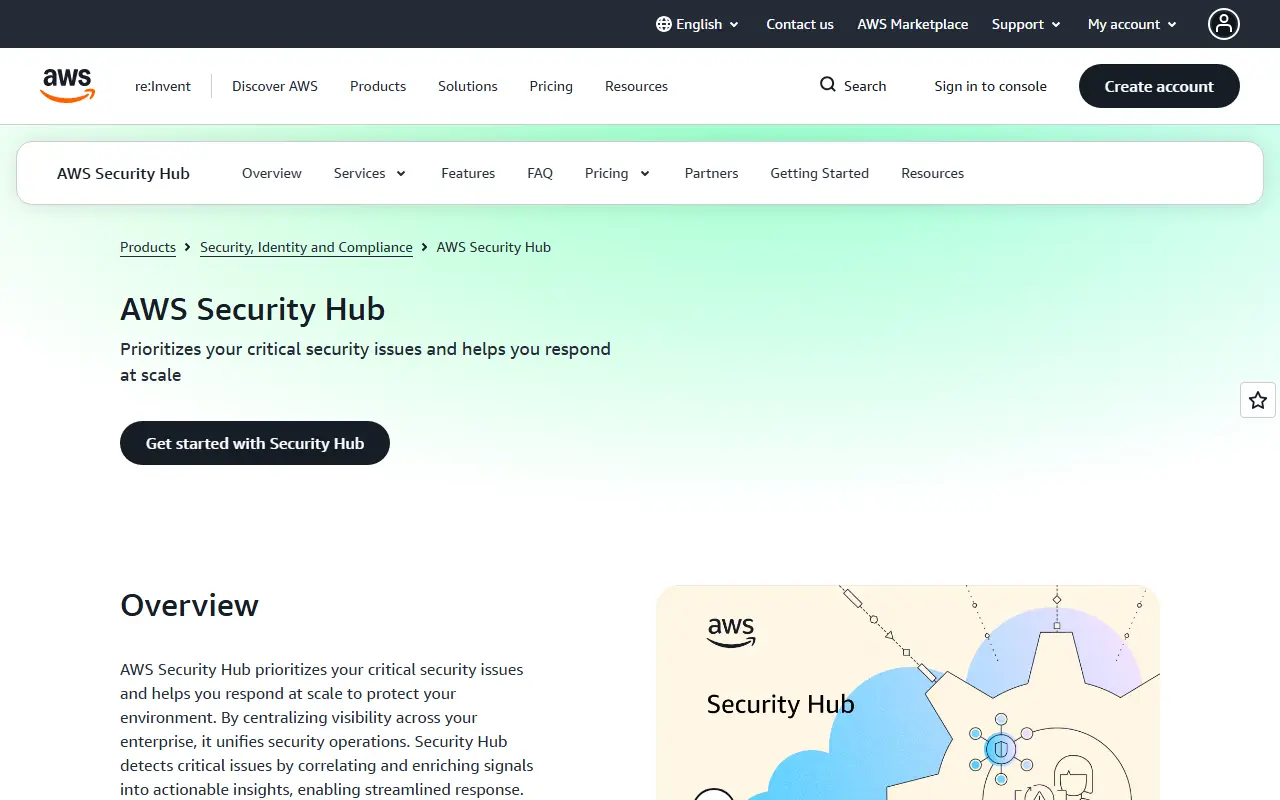 English
Contact us
AWS Marketplace
Support
My account
aws
re:Invent
Discover AWS
Products
Solutions
Pricing
Resources
Search
Sign in to console
Create account
AWS Security Hub
Overview
Services
Features
FAQ
Pricing
Partners
Getting Started
Resources
Products
Security, Identity and Compliance
AWS Security Hub
AWS Security Hub
Prioritizes your critical security issues and helps you respond
at scale
Get started with Security Hub
Overview
AWS Security Hub prioritizes your critical security issues
and helps you respond at scale to protect your
environment. By centralizing visibility across your
enterprise, it unifies security operations. Security Hub
detects critical issues by correlating and enriching signals
into actionable insights, enabling streamlined response.
aws
Security Hub